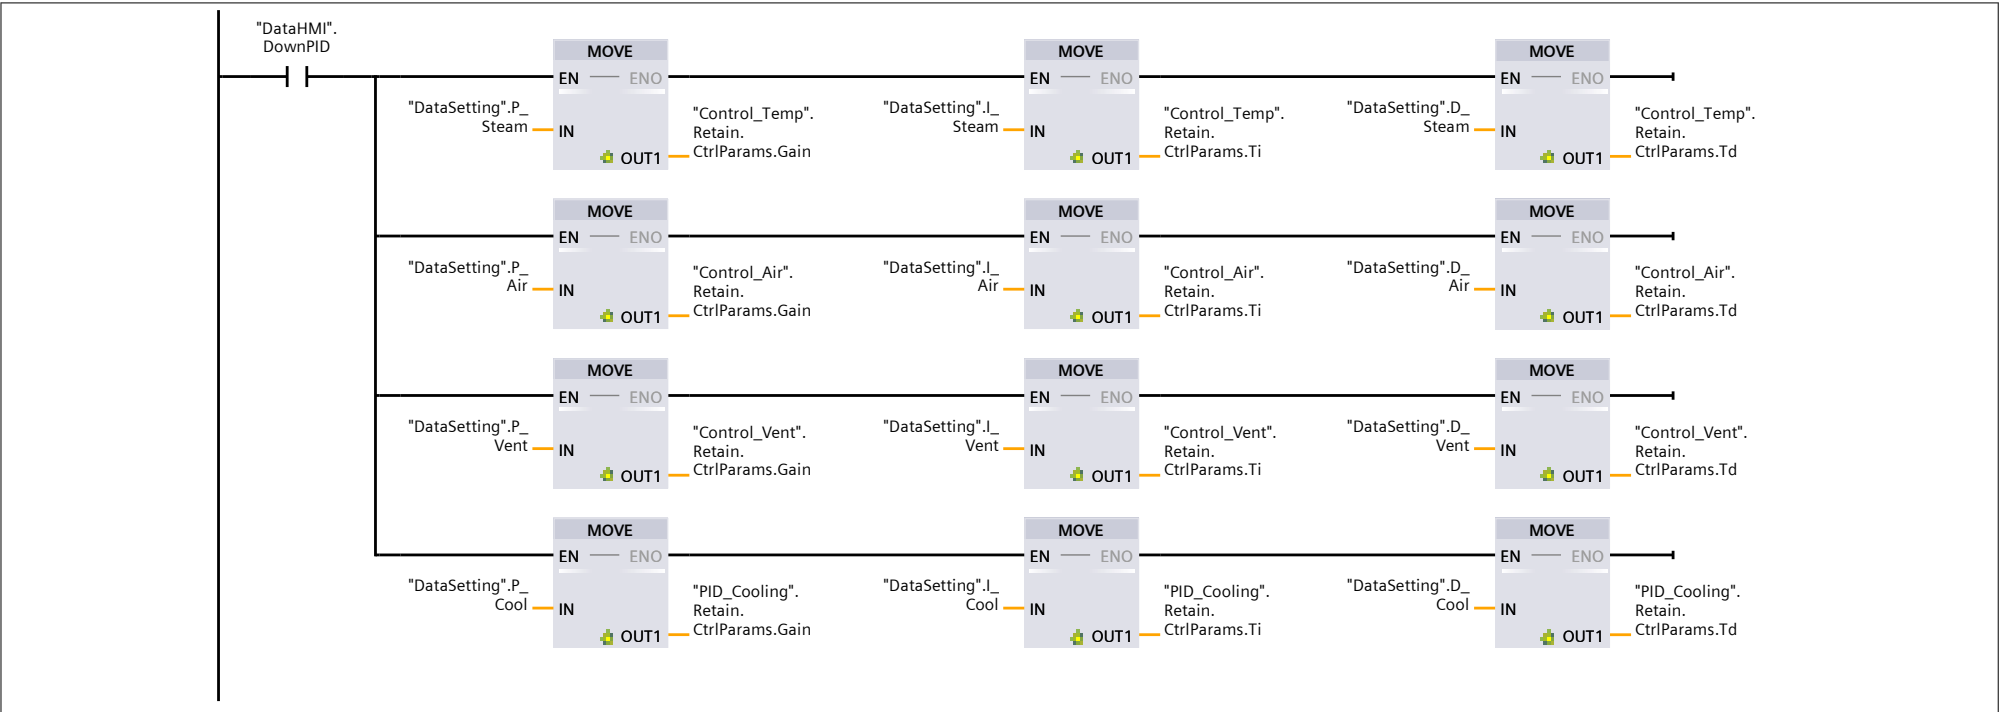 "DataHMI".
DownPID
MOVE
EN ENO
"DataSetting".P_
Steam
IN
OUT1
"Control_Temp".
Retain.
CtrlParams.Gain
MOVE
EN ENO
"DataSetting".I_
Steam
IN
OUT1
"Control_Temp".
Retain.
CtrlParams.Ti
MOVE
EN ENO
"DataSetting".D_
Steam
IN
OUT1
"Control_Temp".
Retain.
CtrlParams.Td
MOVE
EN ENO
"DataSetting".P_
Air
IN
OUT1
"Control_Air".
Retain.
CtrlParams.Gain
MOVE
EN ENO
"DataSetting".I_
Air
IN
OUT1
"Control_Air".
Retain.
CtrlParams.Ti
MOVE
EN ENO
"DataSetting".D_
Air
IN
OUT1
"Control_Air".
Retain.
CtrlParams.Td
MOVE
EN ENO
"DataSetting".P_
Vent
IN
OUT1
"Control_Vent".
Retain.
CtrlParams.Gain
MOVE
EN ENO
"DataSetting".I_
Vent
IN
OUT1
"Control_Vent".
Retain.
CtrlParams.Ti
MOVE
EN ENO
"DataSetting".D_
Vent
IN
OUT1
"Control_Vent".
Retain.
CtrlParams.Td
MOVE
EN ENO
"DataSetting".P_
Cool
IN
OUT1
"PID_Cooling".
Retain.
CtrlParams.Gain
MOVE
EN ENO
"DataSetting".I_
Cool
IN
OUT1
"PID_Cooling".
Retain.
CtrlParams.Ti
MOVE
EN ENO
"DataSetting".D_
Cool
IN
OUT1
"PID_Cooling".
Retain.
CtrlParams.Td